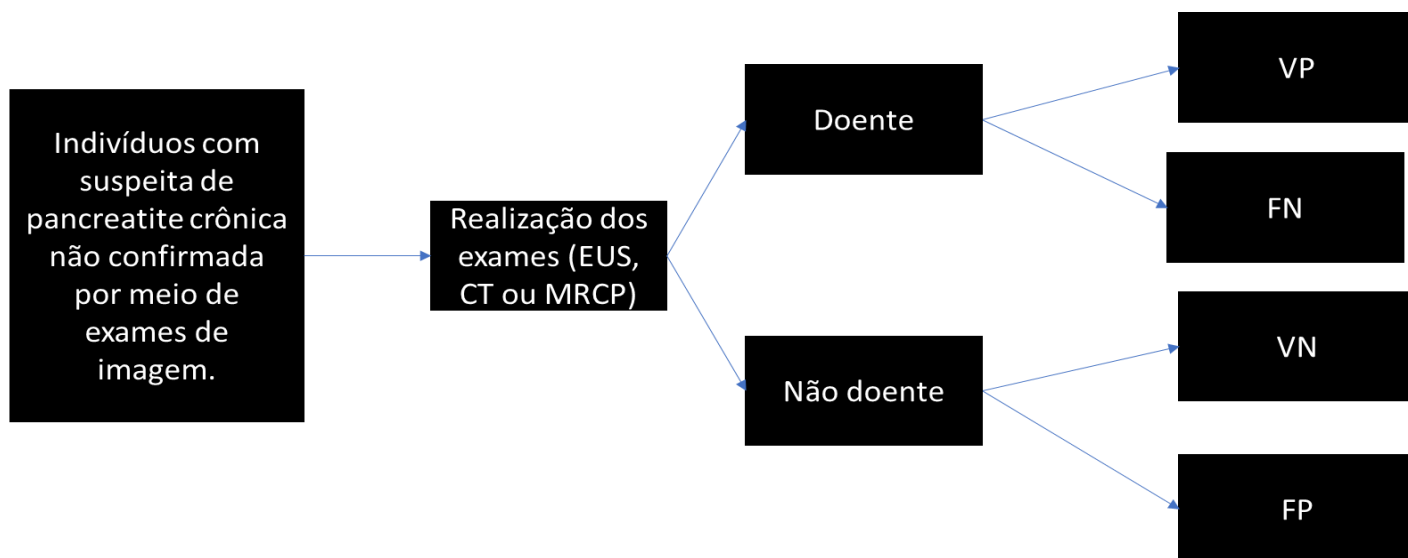 Indivíduos com
suspeita de
pancreatite crônica
não confirmada
por meio de
exames de
imagem.
Realização dos
exames (EUS,
CT ou MRCP)
Doente
Não doente
VP
FN
VN
FP